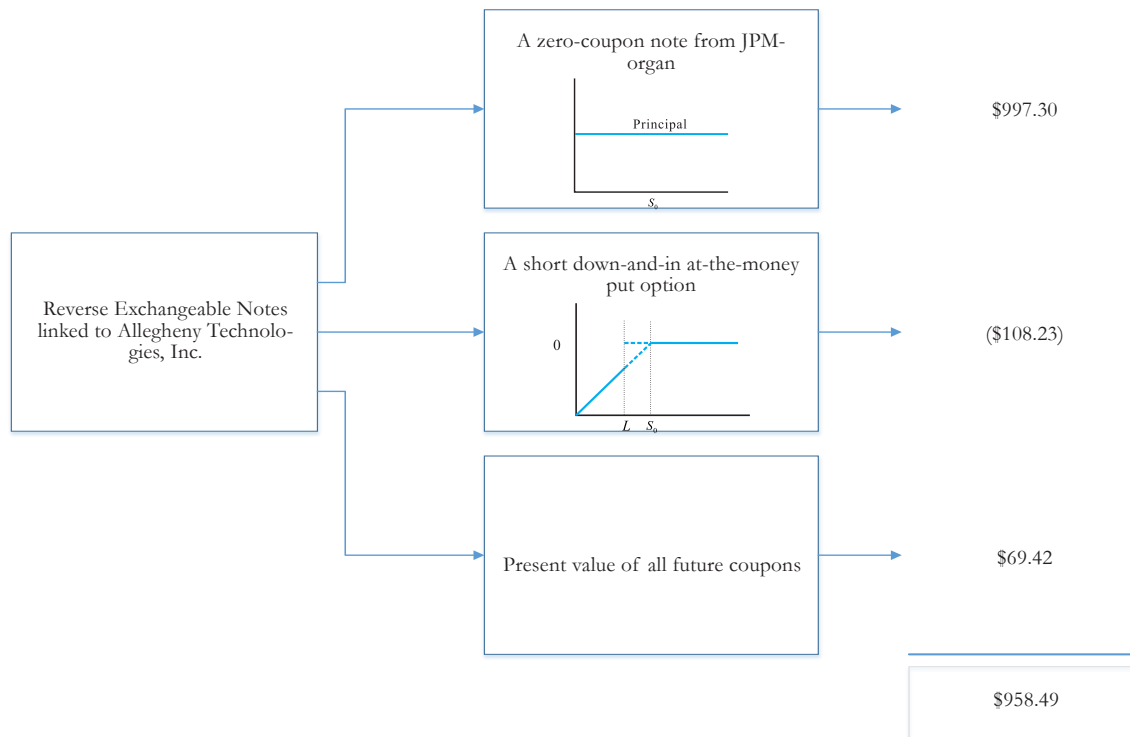 A zero-coupon note from JPM-
organ
Principal
S₀
$997.30
Reverse Exchangeable Notes
linked to Allegheny Technolo-
gies, Inc.
A short down-and-in at-the-money
put option
0
L S₀
($108.23)
Present value of all future coupons
$69.42
$958.49